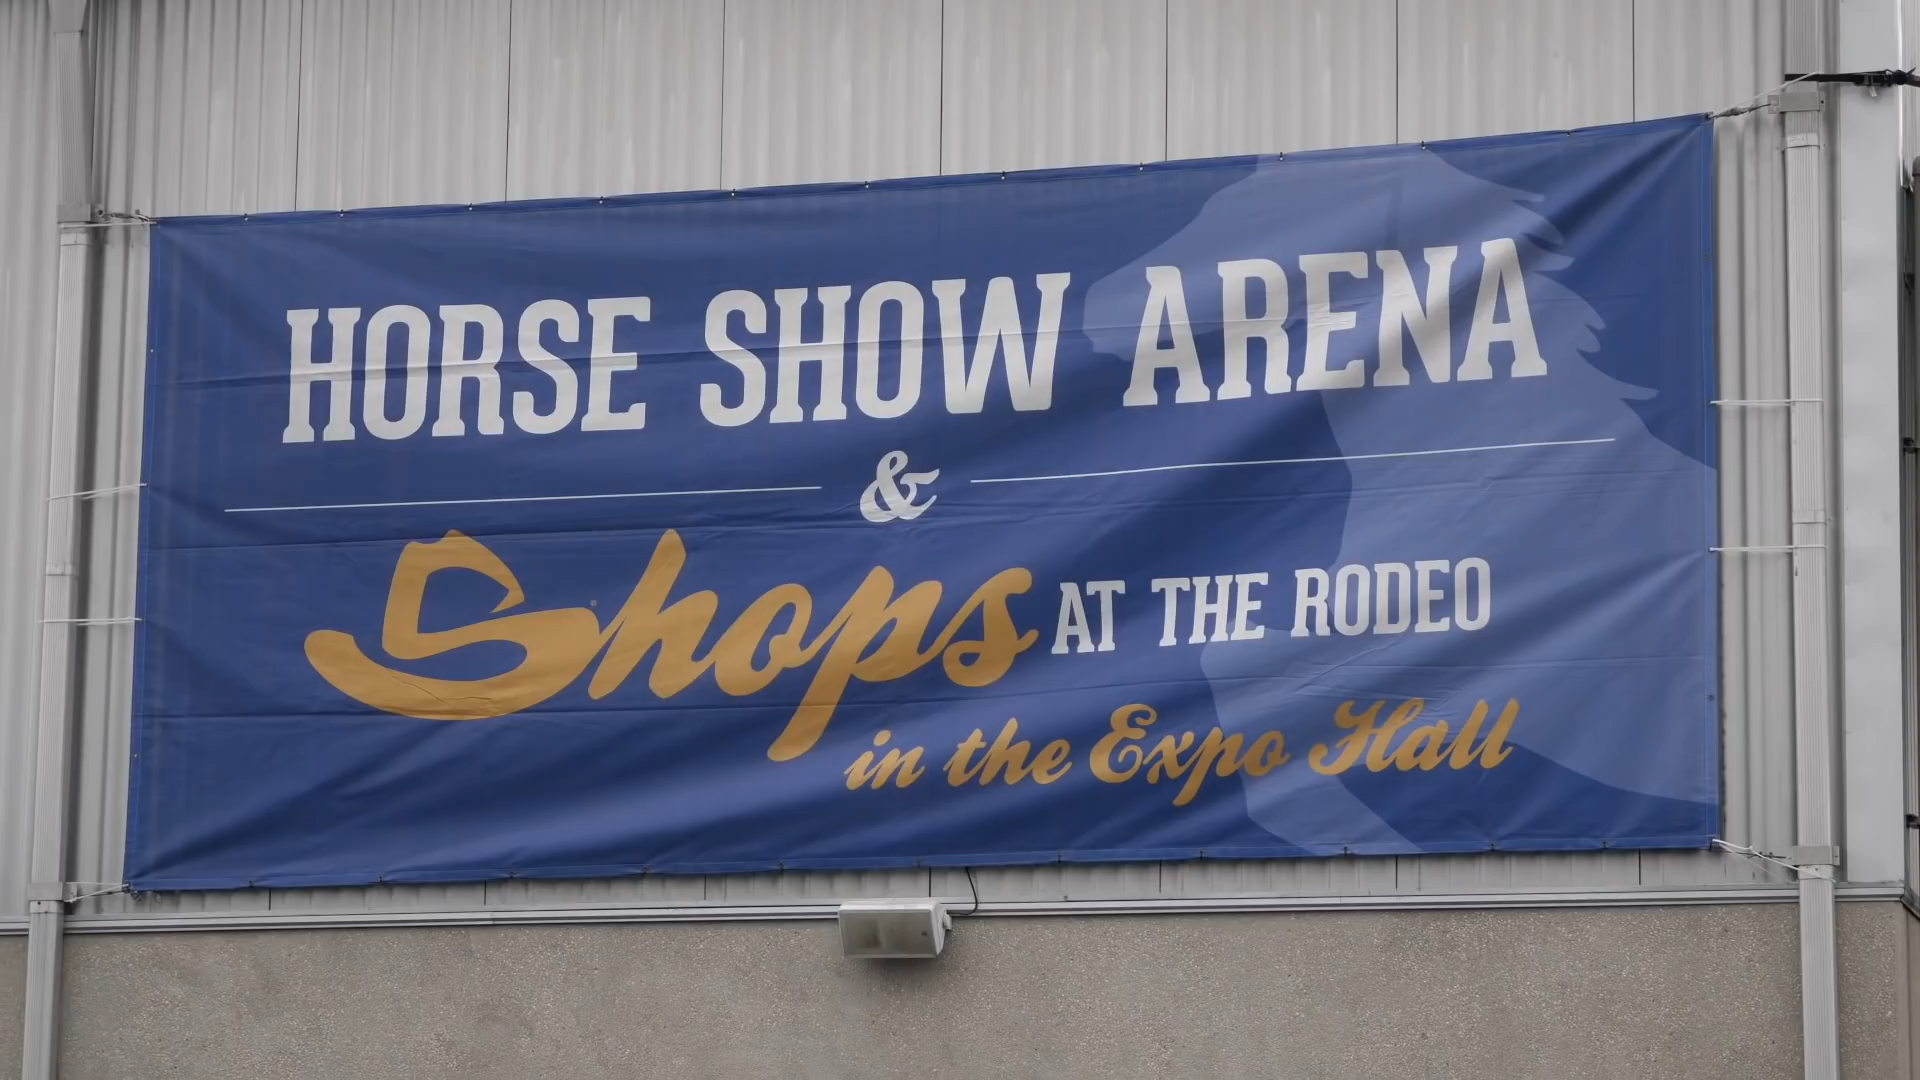 HORSE SHOW ARENA
&
Shops AT THE RODEO
in the Expo Hall